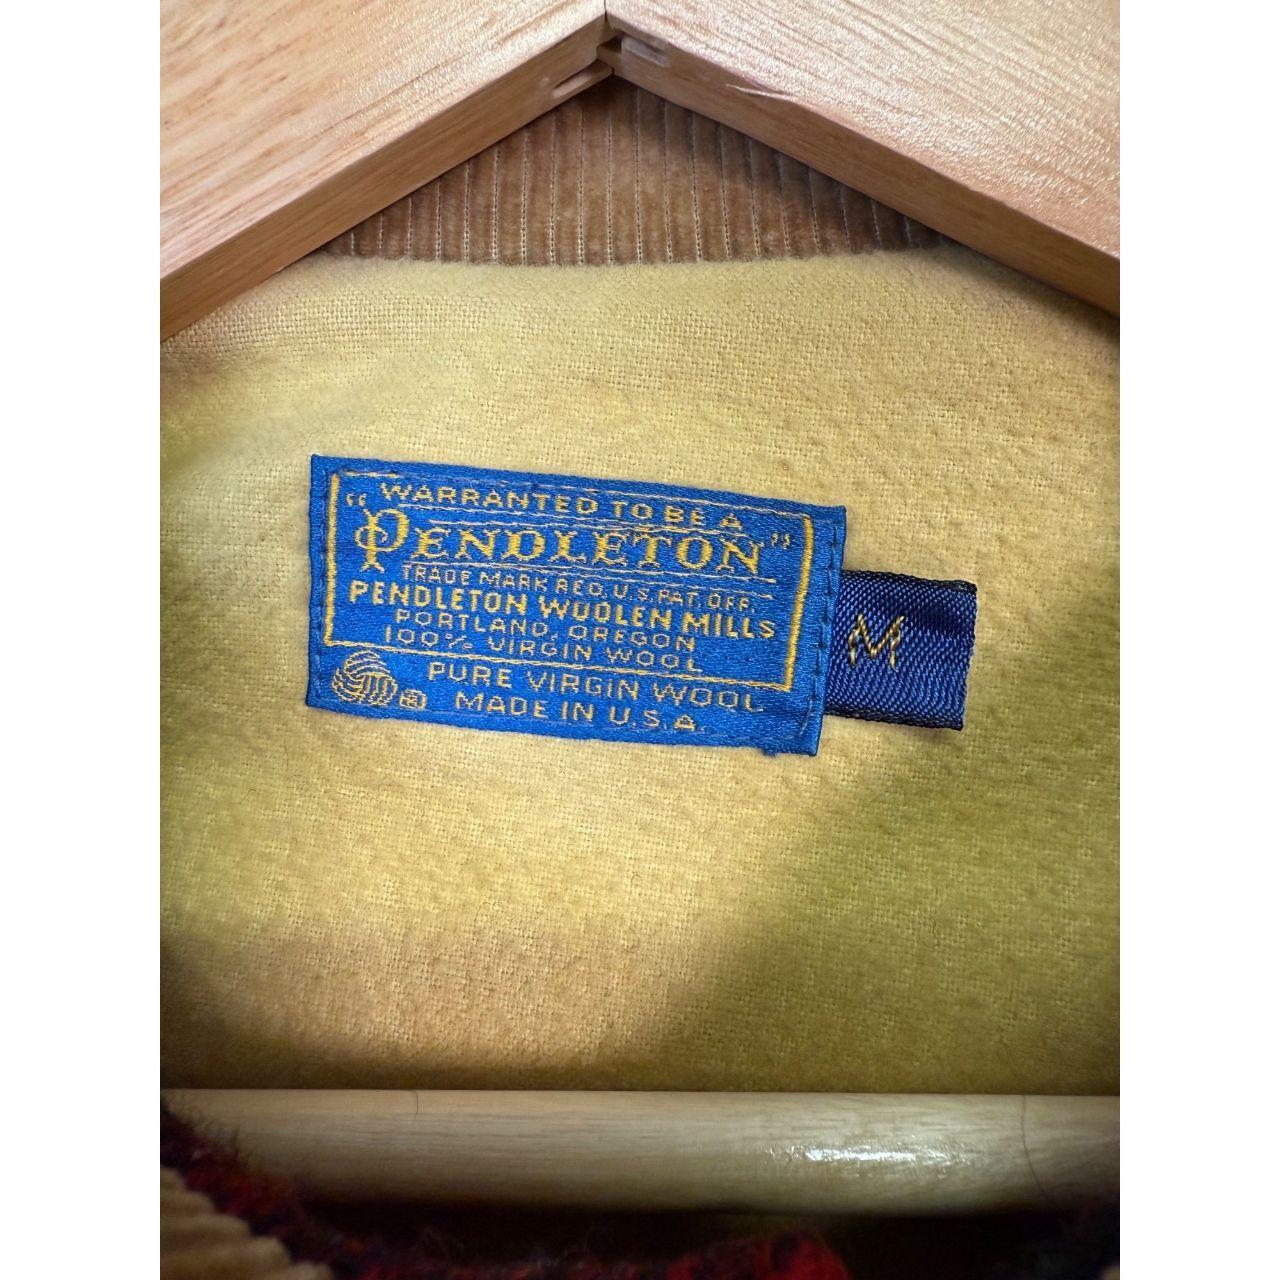 WARRANTED TO BE A
"PENDLETON"
TRADE MARK REG. U.S. PAT. OFF.
PENDLETON WOOLEN MILLS
PORTLAND, OREGON
100% VIRGIN WOOL
PURE VIRGIN WOOL
MADE IN U.S.A.
M